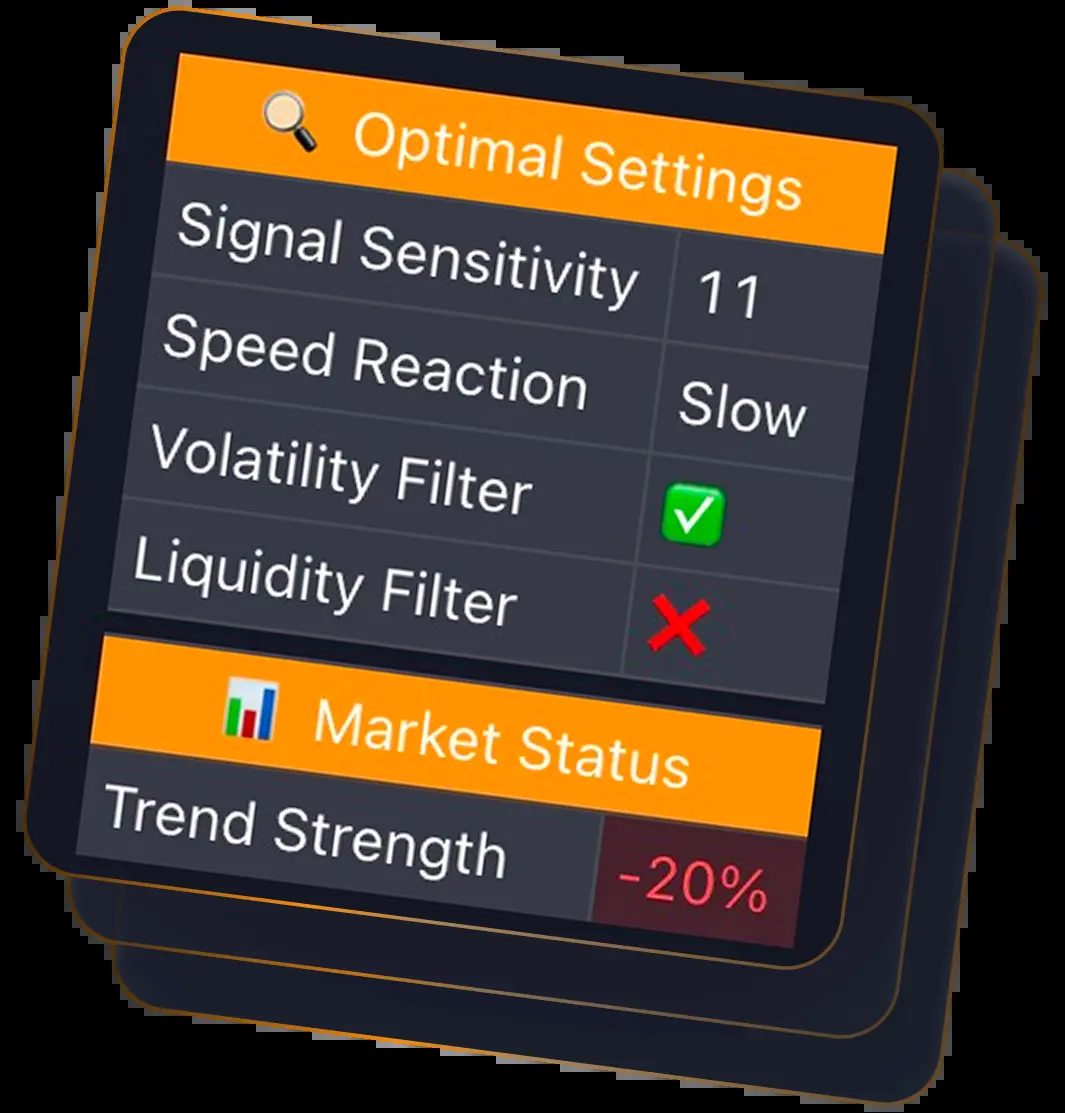 🔍 Optimal Settings
Signal Sensitivity 11
Speed Reaction Slow
Volatility Filter ✅
Liquidity Filter ❌
📊 Market Status
Trend Strength -20%